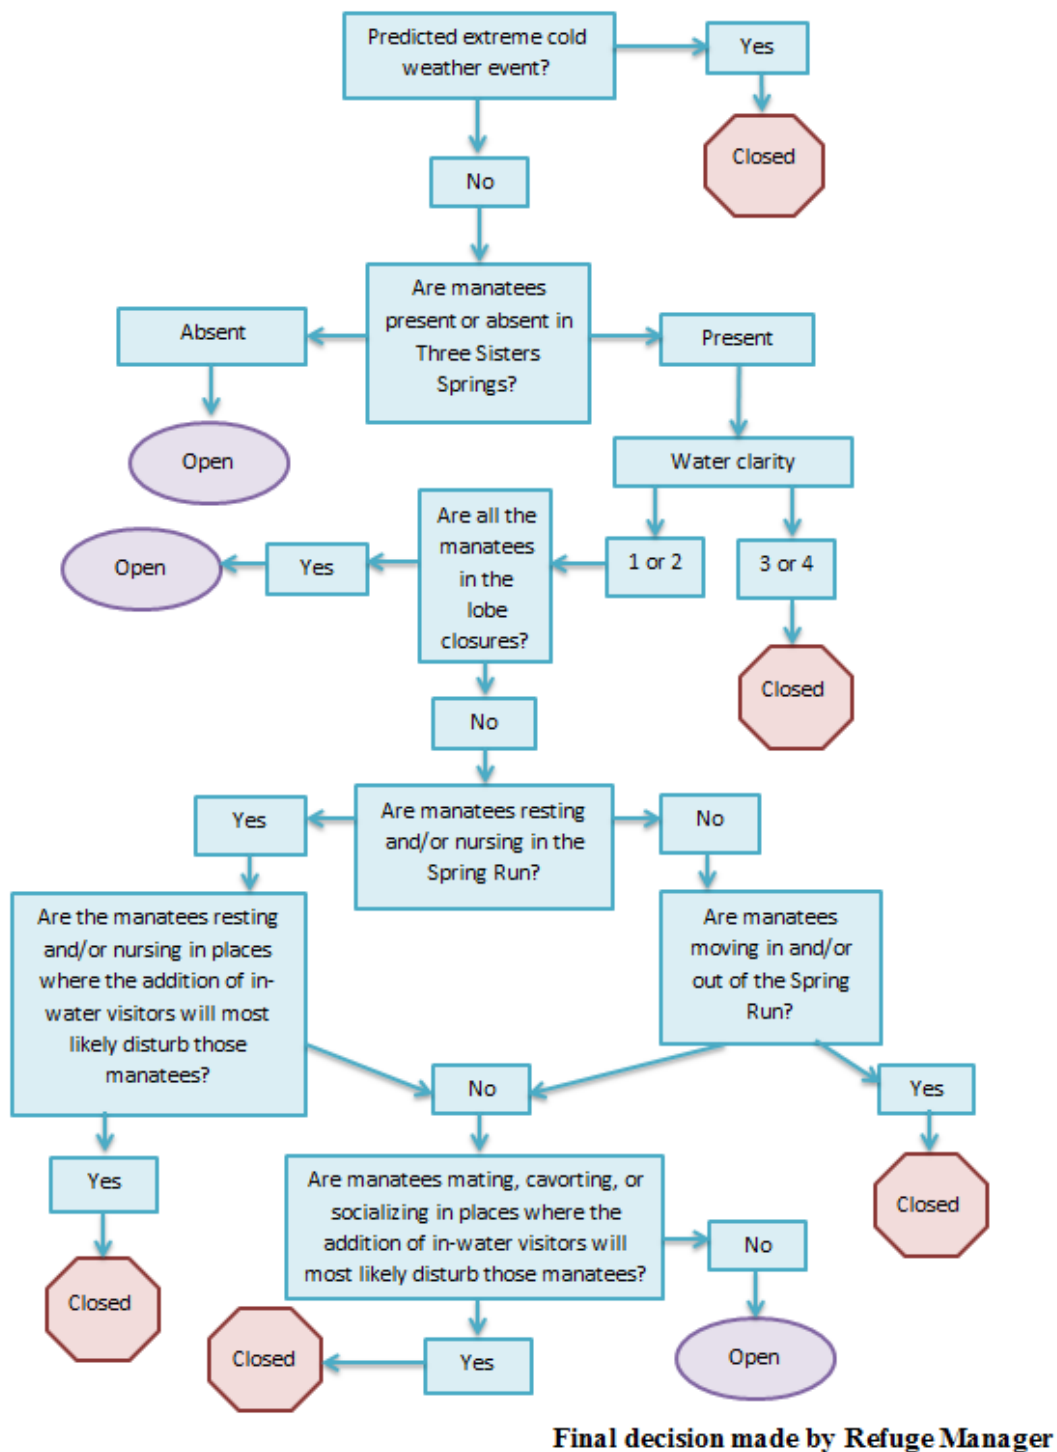 Predicted extreme cold
weather event?
Yes
Closed
No
Are manatees
present or absent in
Three Sisters
Springs?
Absent
Present
Open
Water clarity
Are all the
manatees
in the
lobe
closures?
Open
Yes
1 or 2
3 or 4
Closed
No
Yes
Are manatees resting
and/or nursing in the
Spring Run?
No
Are the manatees resting
and/or nursing in places
where the addition of in-
water visitors will most
likely disturb those
manatees?
Are manatees
moving in and/or
out of the Spring
Run?
No
Yes
Yes
Closed
Are manatees mating, cavorting, or
socializing in places where the
addition of in-water visitors will
most likely disturb those manatees?
No
Closed
Closed
Yes
Open
Final decision made by Refuge Manager